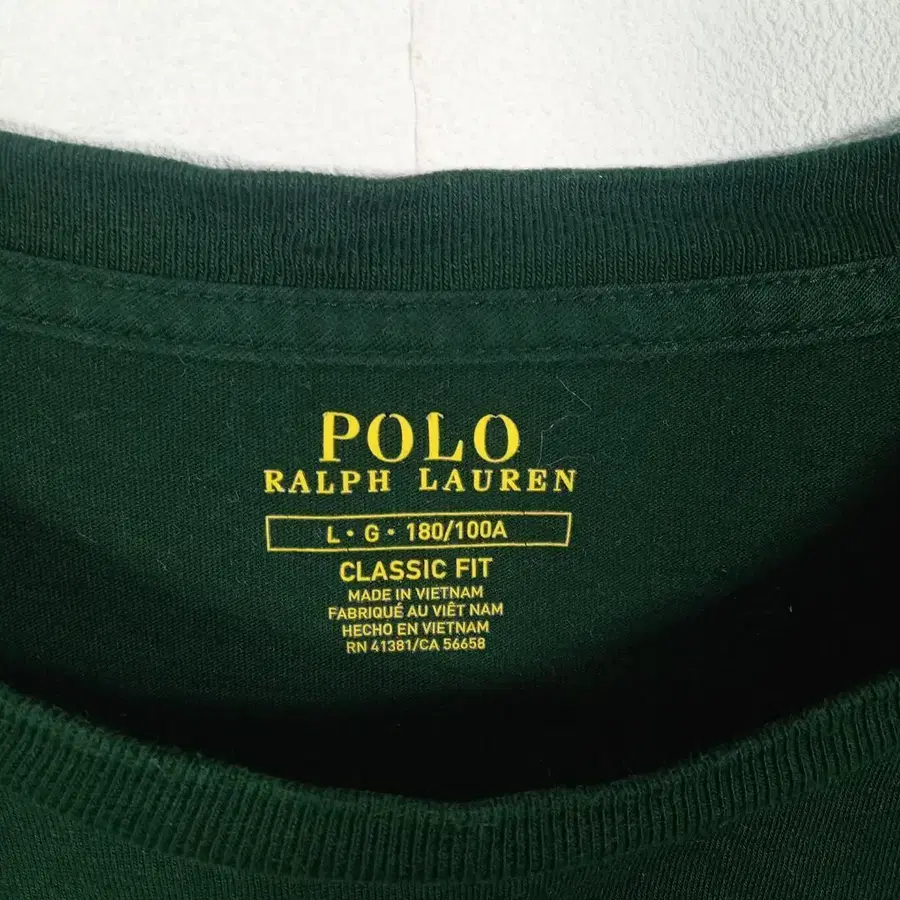 POLO
RALPH LAUREN
L • G • 180/100A
CLASSIC FIT
MADE IN VIETNAM
FABRIQUÉ AU VIÊT NAM
HECHO EN VIETNAM
RN 41381/CA 56658